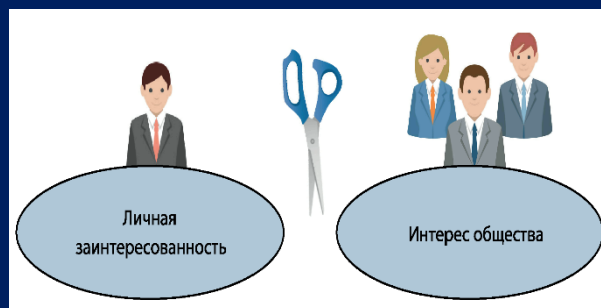 Личная
заинтересованность
Интерес общества